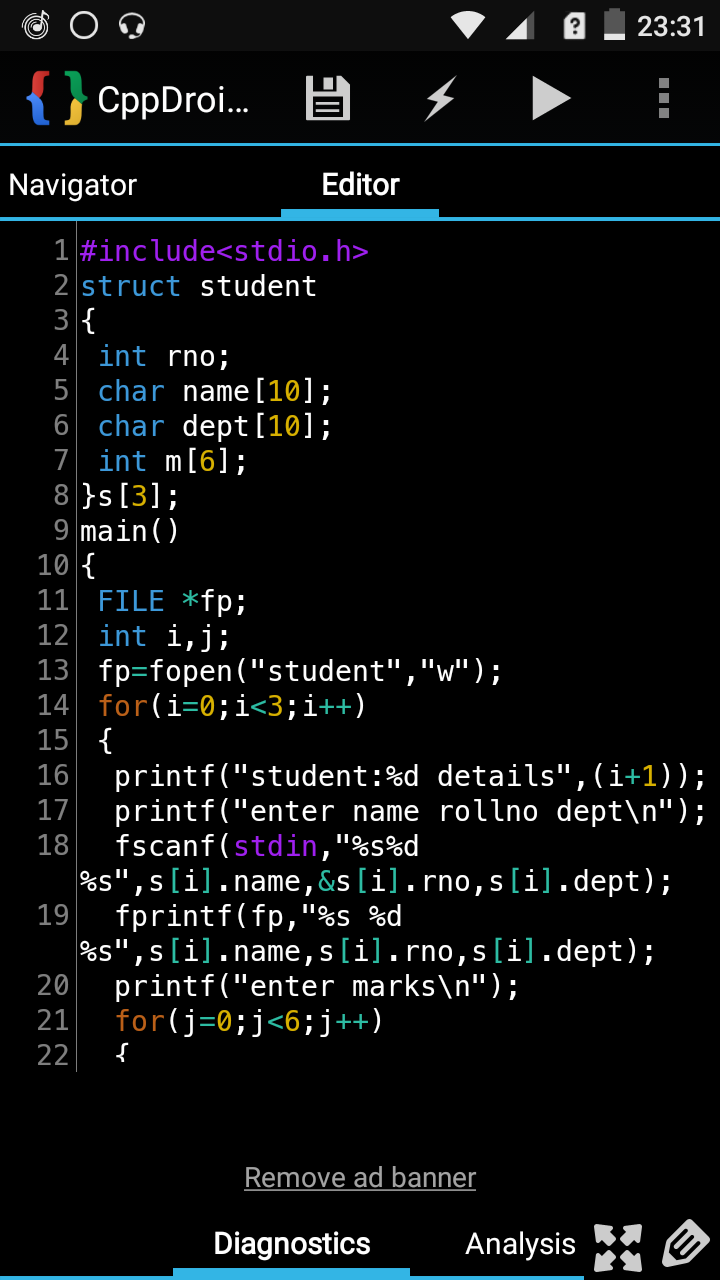 23:31
CppDroi...
Navigator
Editor
1 #include<stdio.h>
2 struct student
3 {
4 int rno;
5 char name[10];
6 char dept[10];
7 int m[6];
8 }s[3];
9 main()
10 {
11 FILE *fp;
12 int i,j;
13 fp=fopen("student","w");
14 for(i=0;i<3;i++)
15 {
16 printf("student:%d details",(i+1));
17 printf("enter name rollno dept\n");
18 fscanf(stdin,"%s%d
%s",s[i].name,&s[i].rno,s[i].dept);
19 fprintf(fp,"%s %d
%s",s[i].name,s[i].rno,s[i].dept);
20 printf("enter marks\n");
21 for(j=0;j<6;j++)
22 {
Remove ad banner
Diagnostics
Analysis